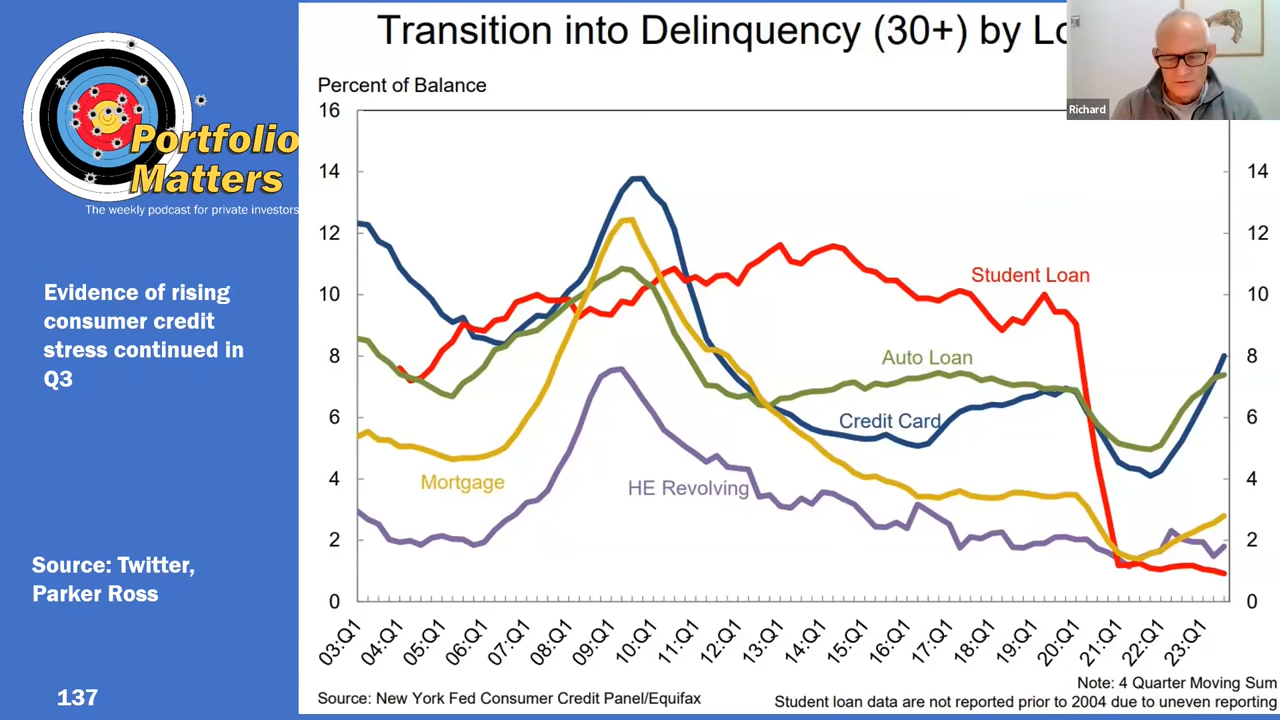 Transition into Delinquency (30+) by Lo
Richard
Percent of Balance
Portfolio
Matters
The weekly podcast for private investors
Evidence of rising
consumer credit
stress continued in
Q3
Source: Twitter,
Parker Ross
137
16
14
12
10
8
6
4
2
0
14
12
10
8
6
4
2
0
Student Loan
Auto Loan
Credit Card
Mortgage
HE Revolving
03:Q1
04:Q1
05:Q1
06:Q1
07:Q1
08:Q1
09:Q1
10:Q1
11:Q1
12:Q1
13:Q1
14:Q1
15:Q1
16:Q1
17:Q1
18:Q1
19:Q1
20:Q1
21:Q1
22:Q1
23:Q1
Note: 4 Quarter Moving Sum
Source: New York Fed Consumer Credit Panel/Equifax
Student loan data are not reported prior to 2004 due to uneven reporting